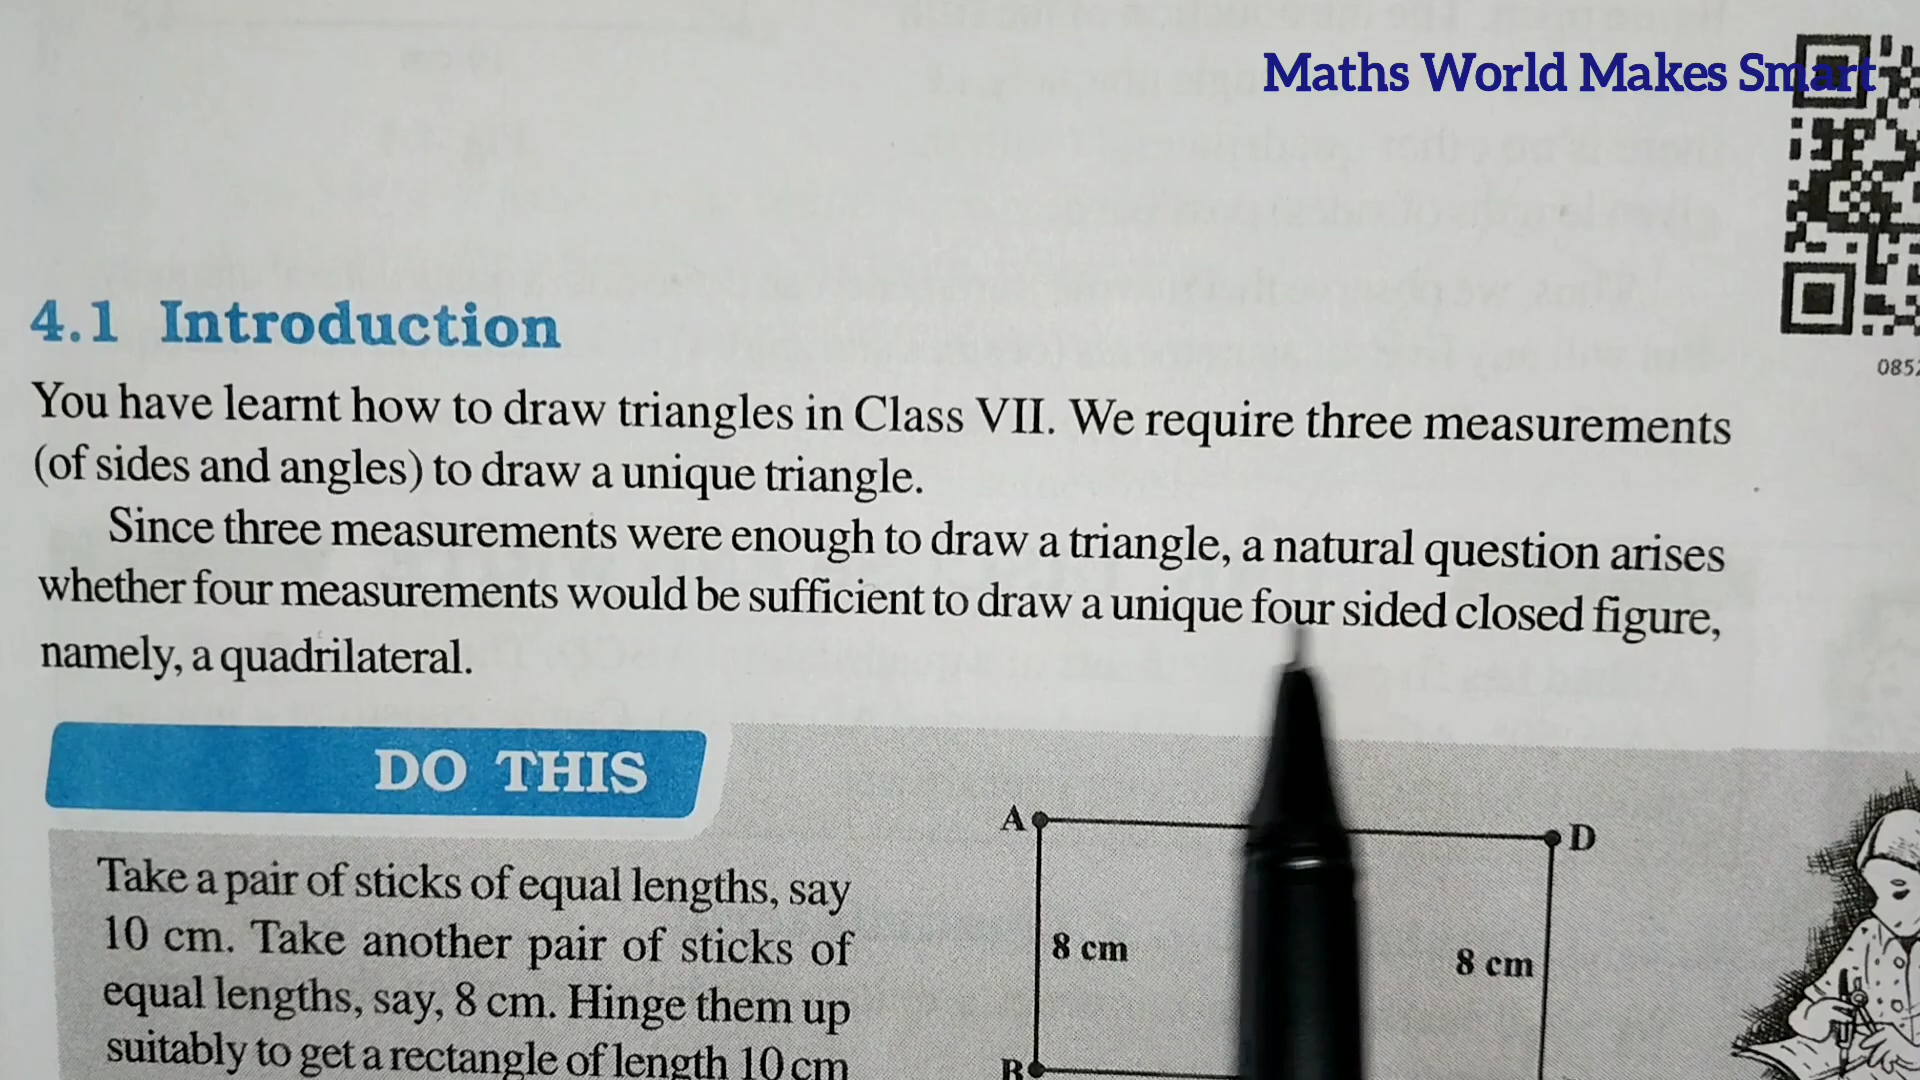 Maths World Makes Smart
085
4.1 Introduction
You have learnt how to draw triangles in Class VII. We require three measurements
(of sides and angles) to draw a unique triangle.
Since three measurements were enough to draw a triangle, a natural question arises
whether four measurements would be sufficient to draw a unique four sided closed figure,
namely, a quadrilateral.
DO THIS
Take a pair of sticks of equal lengths, say
10 cm. Take another pair of sticks of
equal lengths, say, 8 cm. Hinge them up
suitably to get a rectangle of length 10 cm
A
D
8 cm
8 cm
B